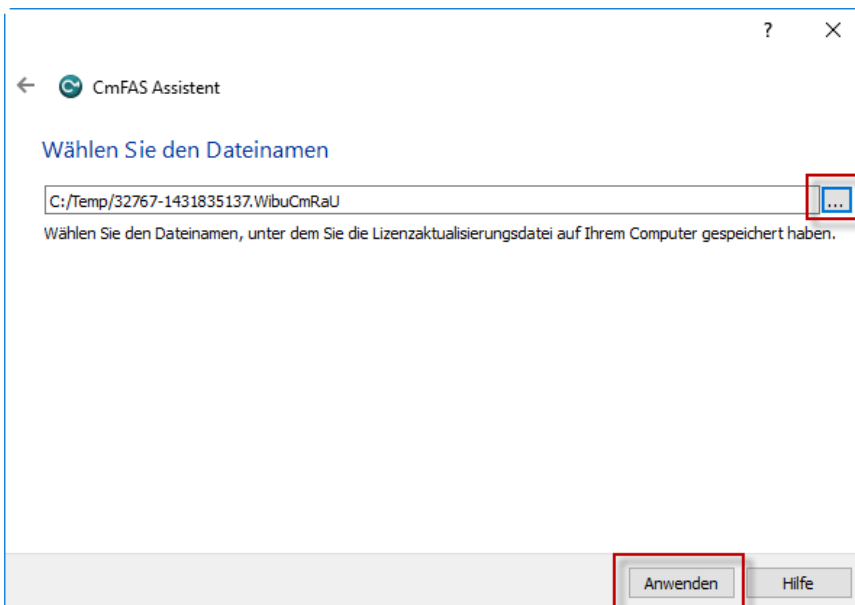 ?
CmFAS Assistent
Wählen Sie den Dateinamen
C:/Temp/32767-1431835137.WibuCmRaU
...
Wählen Sie den Dateinamen, unter dem Sie die Lizenzaktualisierungsdatei auf Ihrem Computer gespeichert haben.
Anwenden
Hilfe